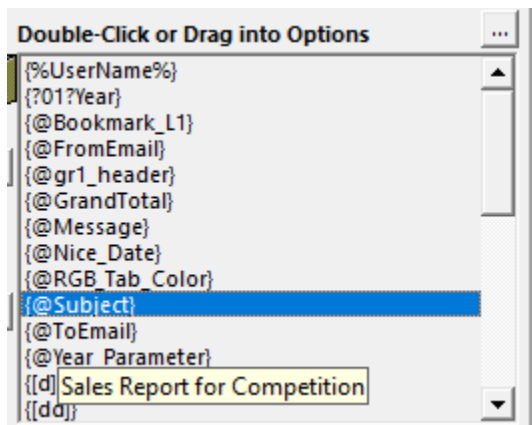 Double-Click or Drag into Options ...
{%UserName%}
{?01?Year}
{@Bookmark_L1}
{@FromEmail}
{@gr1_header}
{@GrandTotal}
{@Message}
{@Nice_Date}
{@RGB_Tab_Color}
{@Subject}
{@ToEmail}
{@Year_Parameter}
{[d]
Sales Report for Competition
{[dd]}